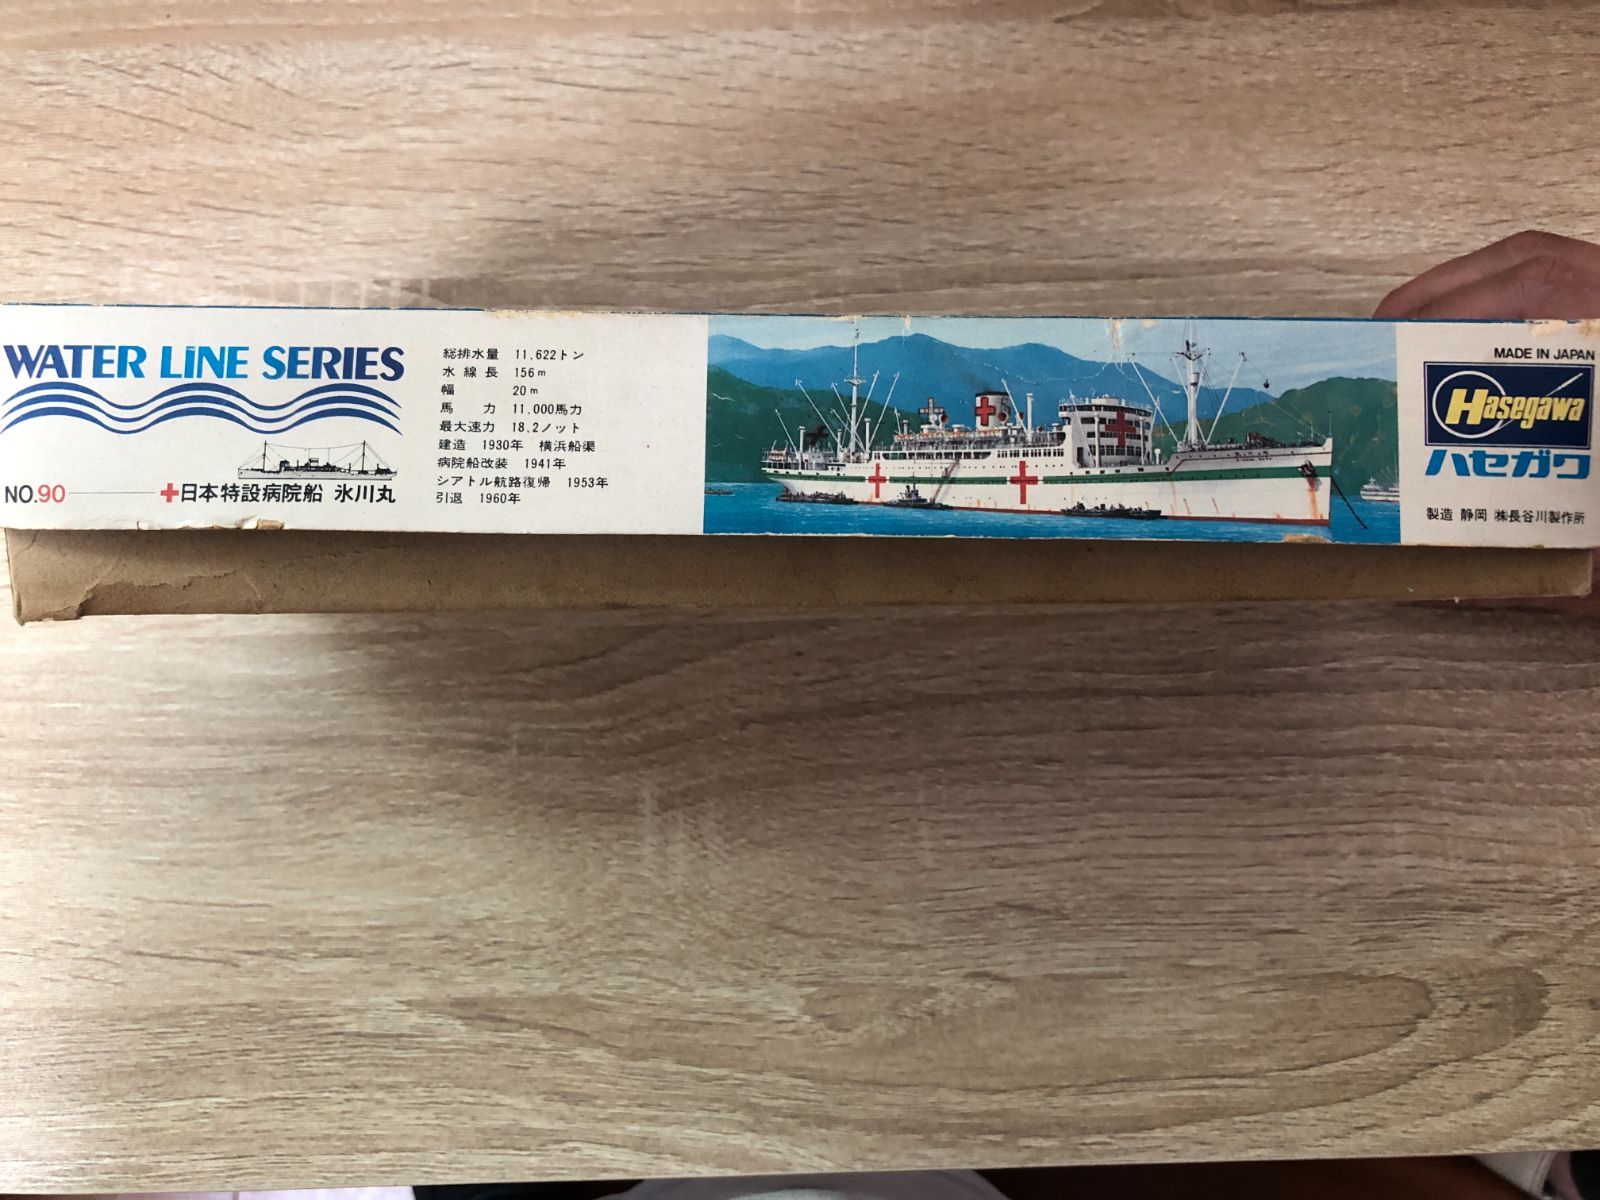 WATER LINE SERIES
NO.90
日本特設病院船 氷川丸
総排水量 11,622トン
水線長 156m
幅 20m
馬力 11,000馬力
最大速力 18.2ノット
建造 1930年 横浜船渠
病院船改装 1941年
シアトル航路復帰 1953年
引退 1960年
MADE IN JAPAN
Hasegawa
ハセガワ
製造 静岡 ㈱長谷川製作所